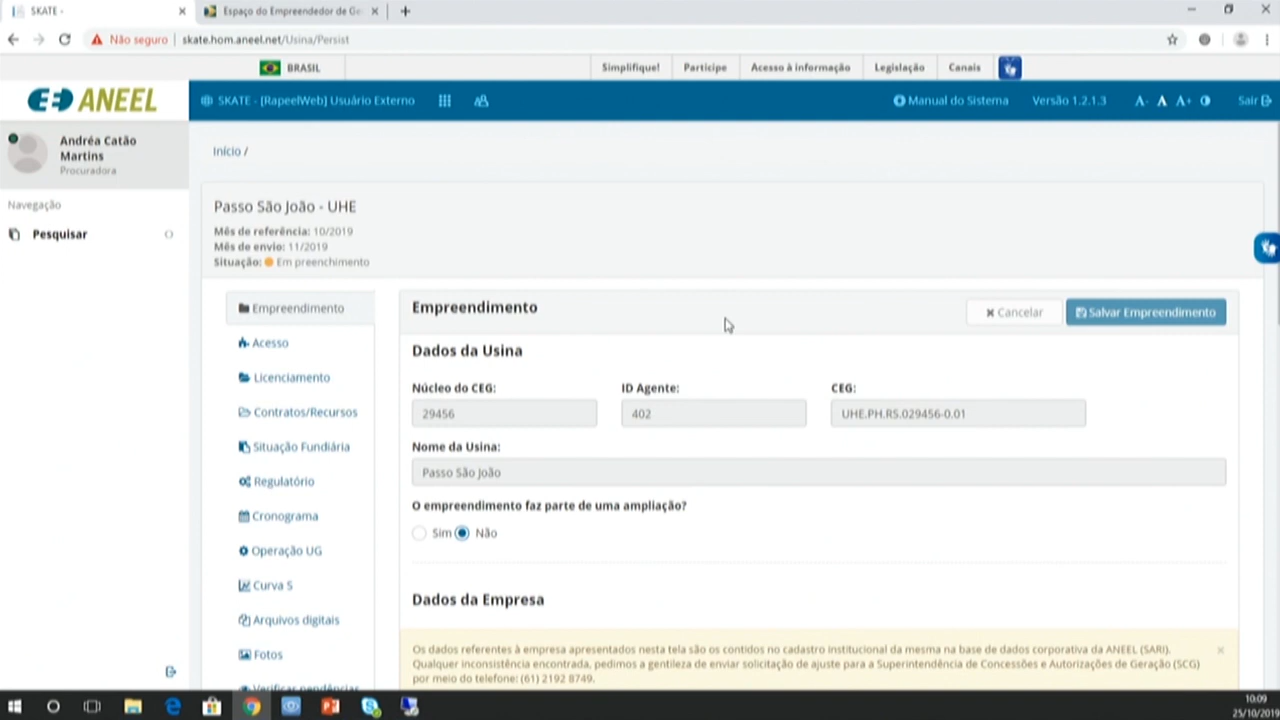 SKATE -
Espaço do Empreendedor de G
Não seguro
skate.hom.aneel.net/Usina/Persist
BRASIL
Simplifique!
Participe
Acesso à informação
Legislação
Canais
ANEEL
SKATE - [RapeelWeb] Usuário Externo
Manual do Sistema
Versão 1.2.1.3
A-
A
A+
Sair
Andréa Catão
Martins
Procuradora
Navegação
Pesquisar
Início /
Passo São João - UHE
Mês de referência: 10/2019
Mês de envio: 11/2019
Situação: Em preenchimento
Empreendimento
Acesso
Licenciamento
Contratos/Recursos
Situação Fundiária
Regulatório
Cronograma
Operação UG
Curva S
Arquivos digitais
Fotos
Verificar pendências
Empreendimento
Cancelar
Salvar Empreendimento
Dados da Usina
Núcleo do CEG:
ID Agente:
CEG:
29456
402
UHE.PH.RS.029456-0.01
Nome da Usina:
Passo São João
O empreendimento faz parte de uma ampliação?
Sim
Não
Dados da Empresa
Os dados referentes à empresa apresentados nesta tela são os contidos no cadastro institucional da mesma na base de dados corporativa da ANEEL (SARI).
Qualquer inconsistência encontrada, pedimos a gentileza de enviar solicitação de ajuste para a Superintendência de Concessões e Autorizações de Geração (SCG)
por meio do telefone: (61) 2192 8749.
10:09
25/10/2019